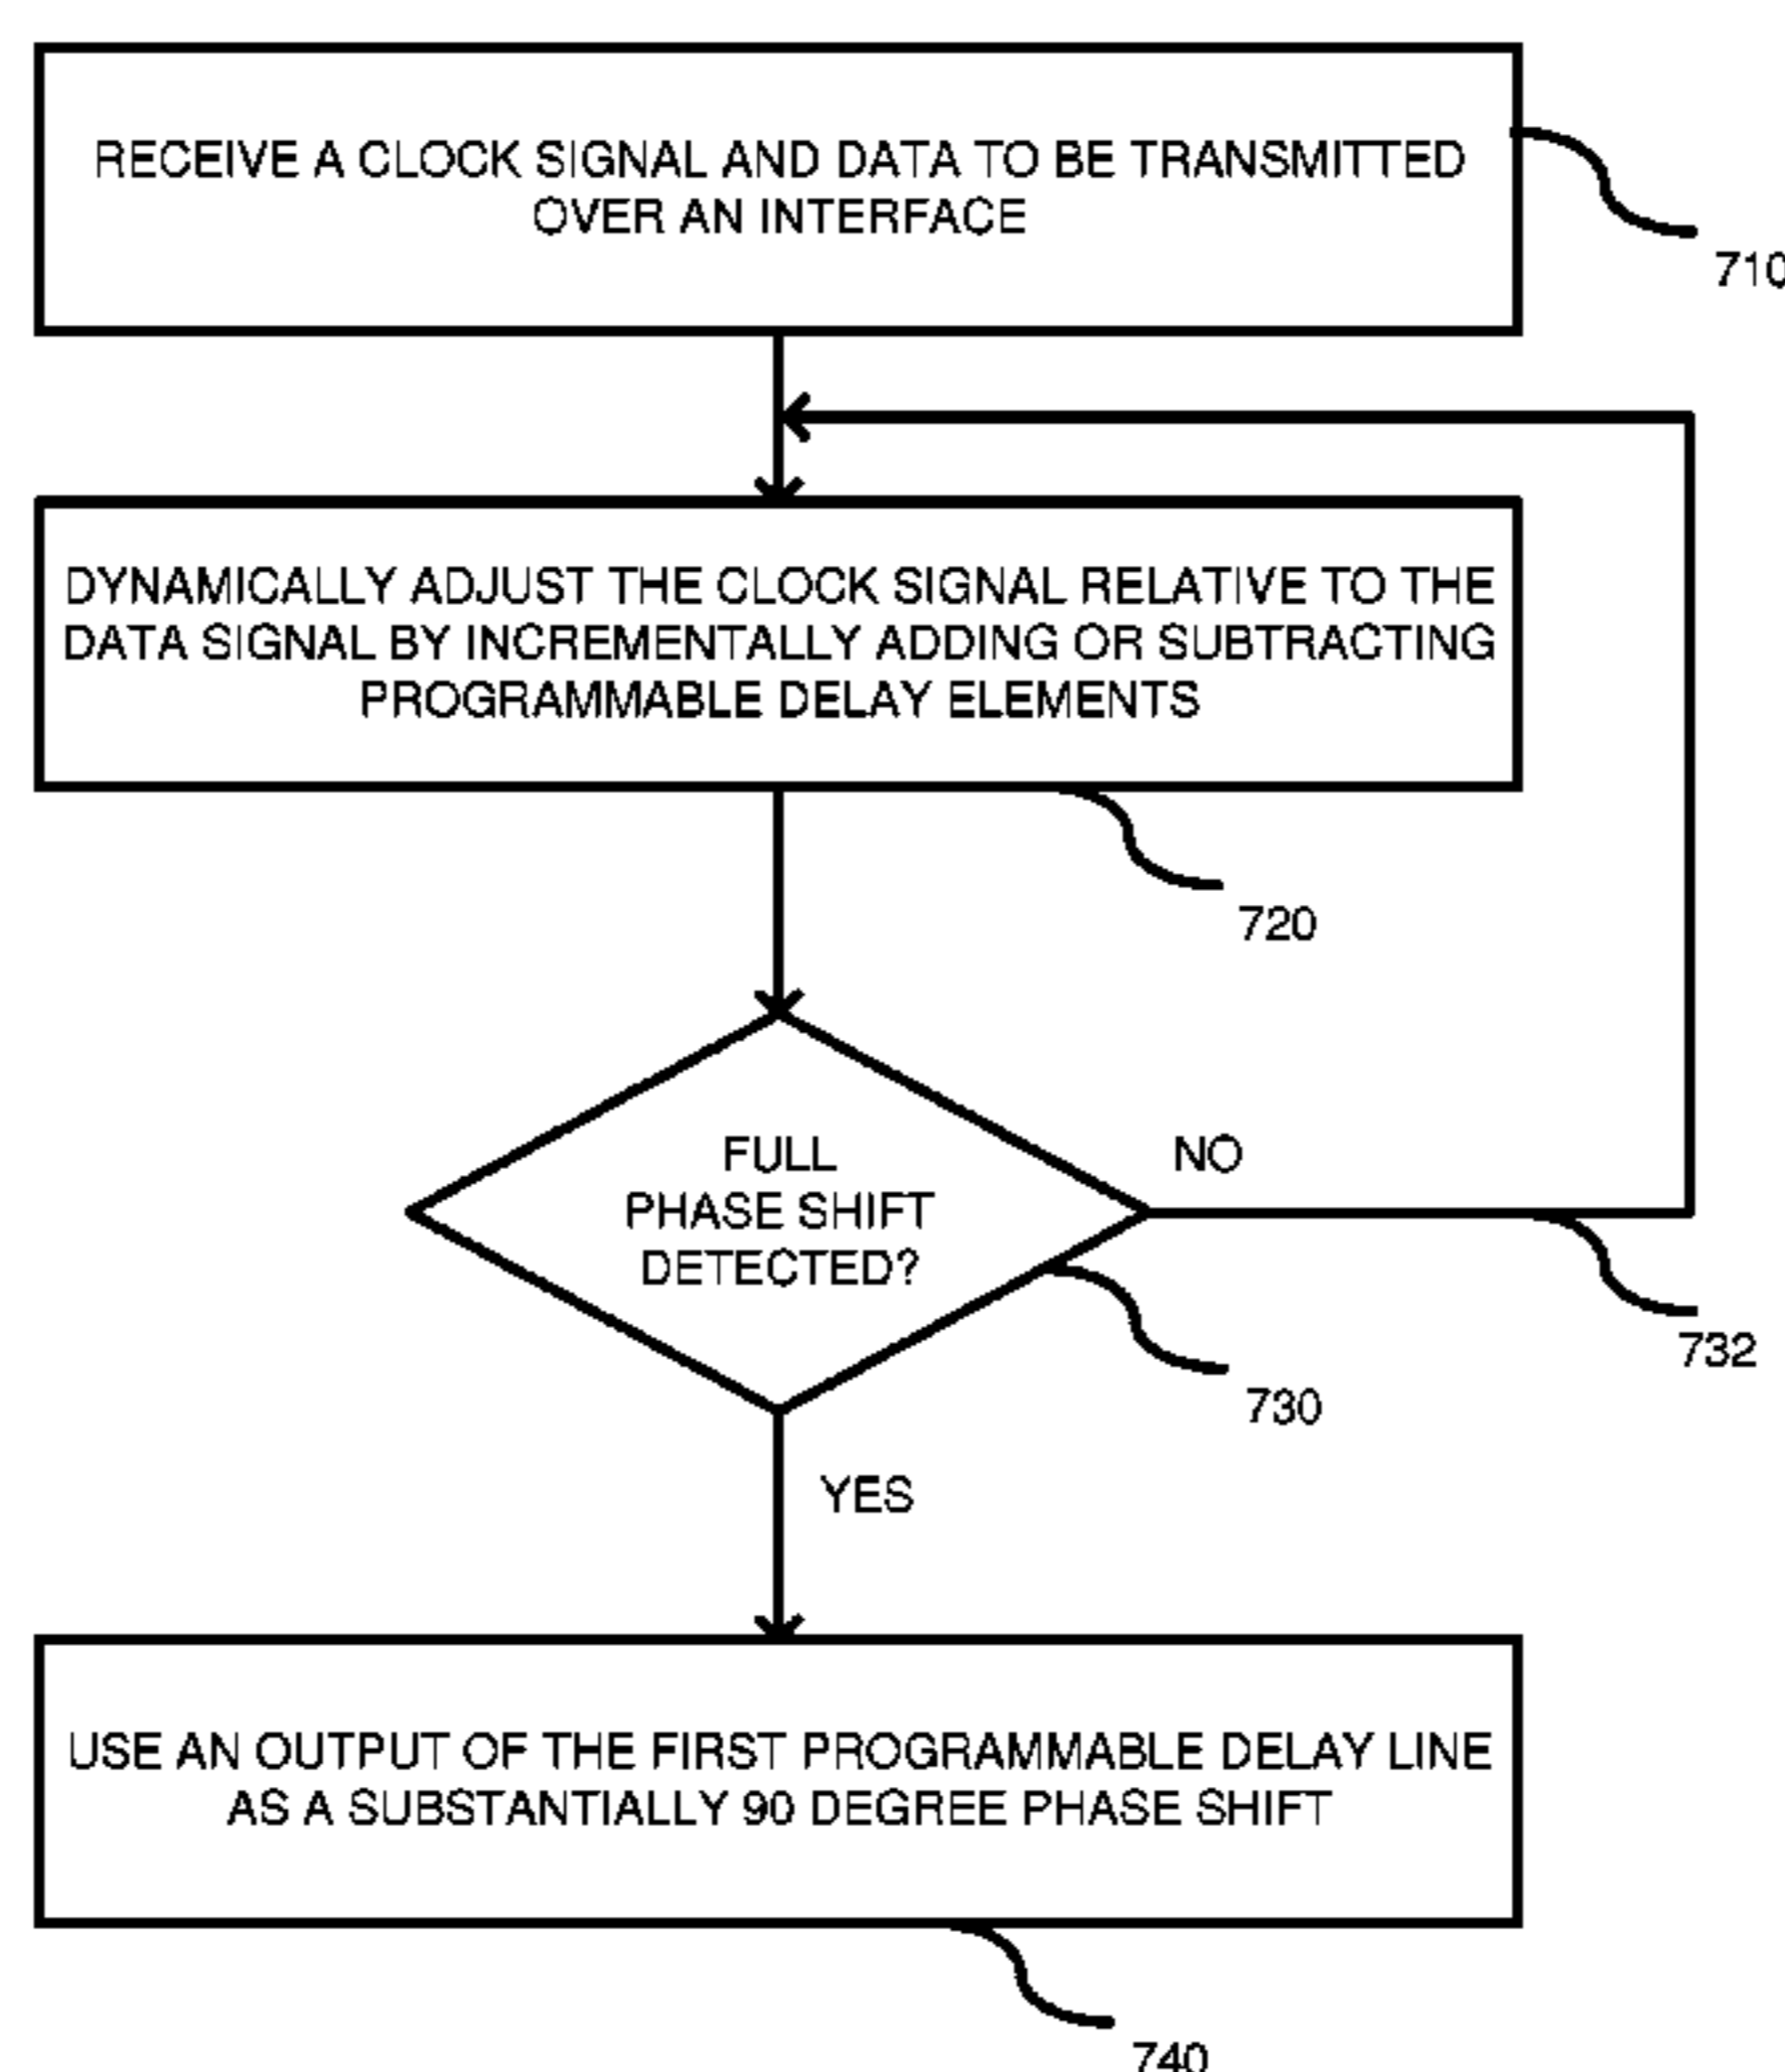 RECEIVE A CLOCK SIGNAL AND DATA TO BE TRANSMITTED
OVER AN INTERFACE
710
DYNAMICALLY ADJUST THE CLOCK SIGNAL RELATIVE TO THE
DATA SIGNAL BY INCREMENTALLY ADDING OR SUBTRACTING
PROGRAMMABLE DELAY ELEMENTS
720
FULL
PHASE SHIFT
DETECTED?
NO
732
730
YES
USE AN OUTPUT OF THE FIRST PROGRAMMABLE DELAY LINE
AS A SUBSTANTIALLY 90 DEGREE PHASE SHIFT
740